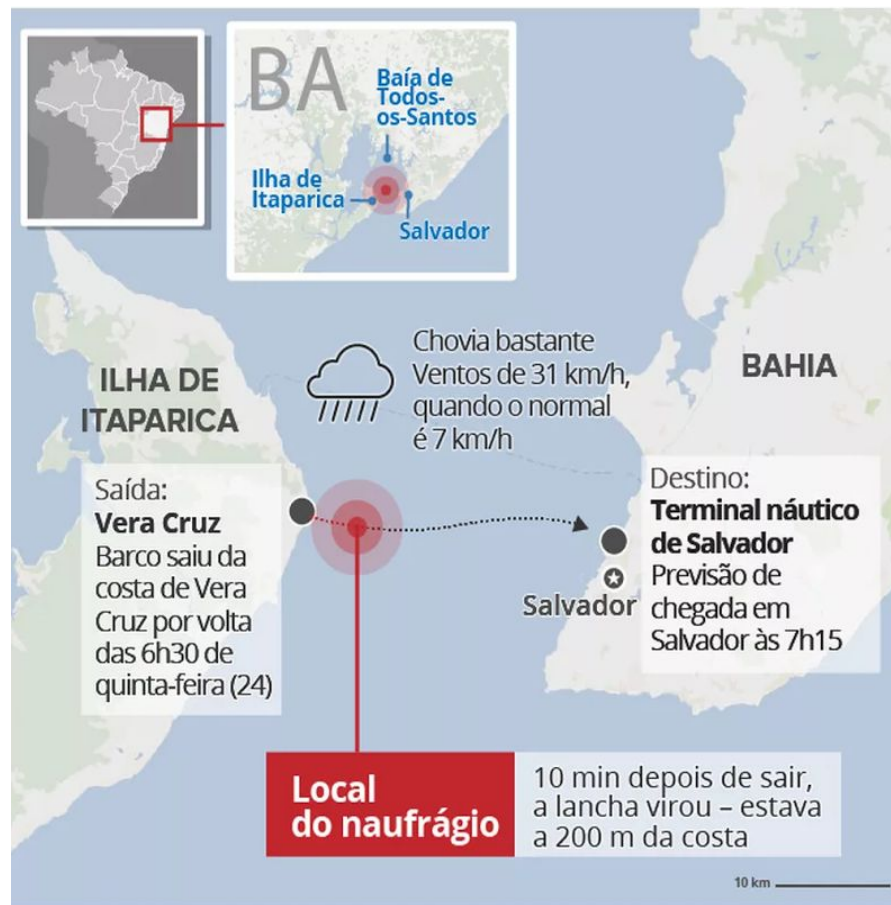 BA
Baía de
Todos-
os-Santos
Ilha de
Itaparica
Salvador
Chovia bastante
Ventos de 31 km/h,
quando o normal
é 7 km/h
ILHA DE
ITAPARICA
BAHIA
Saída:
Vera Cruz
Barco saiu da
costa de Vera
Cruz por volta
das 6h30 de
quinta-feira (24)
Destino:
Terminal náutico
de Salvador
Previsão de
chegada em
Salvador às 7h15
Salvador
Local
do naufrágio
10 min depois de sair,
a lancha virou – estava
a 200 m da costa
10 km